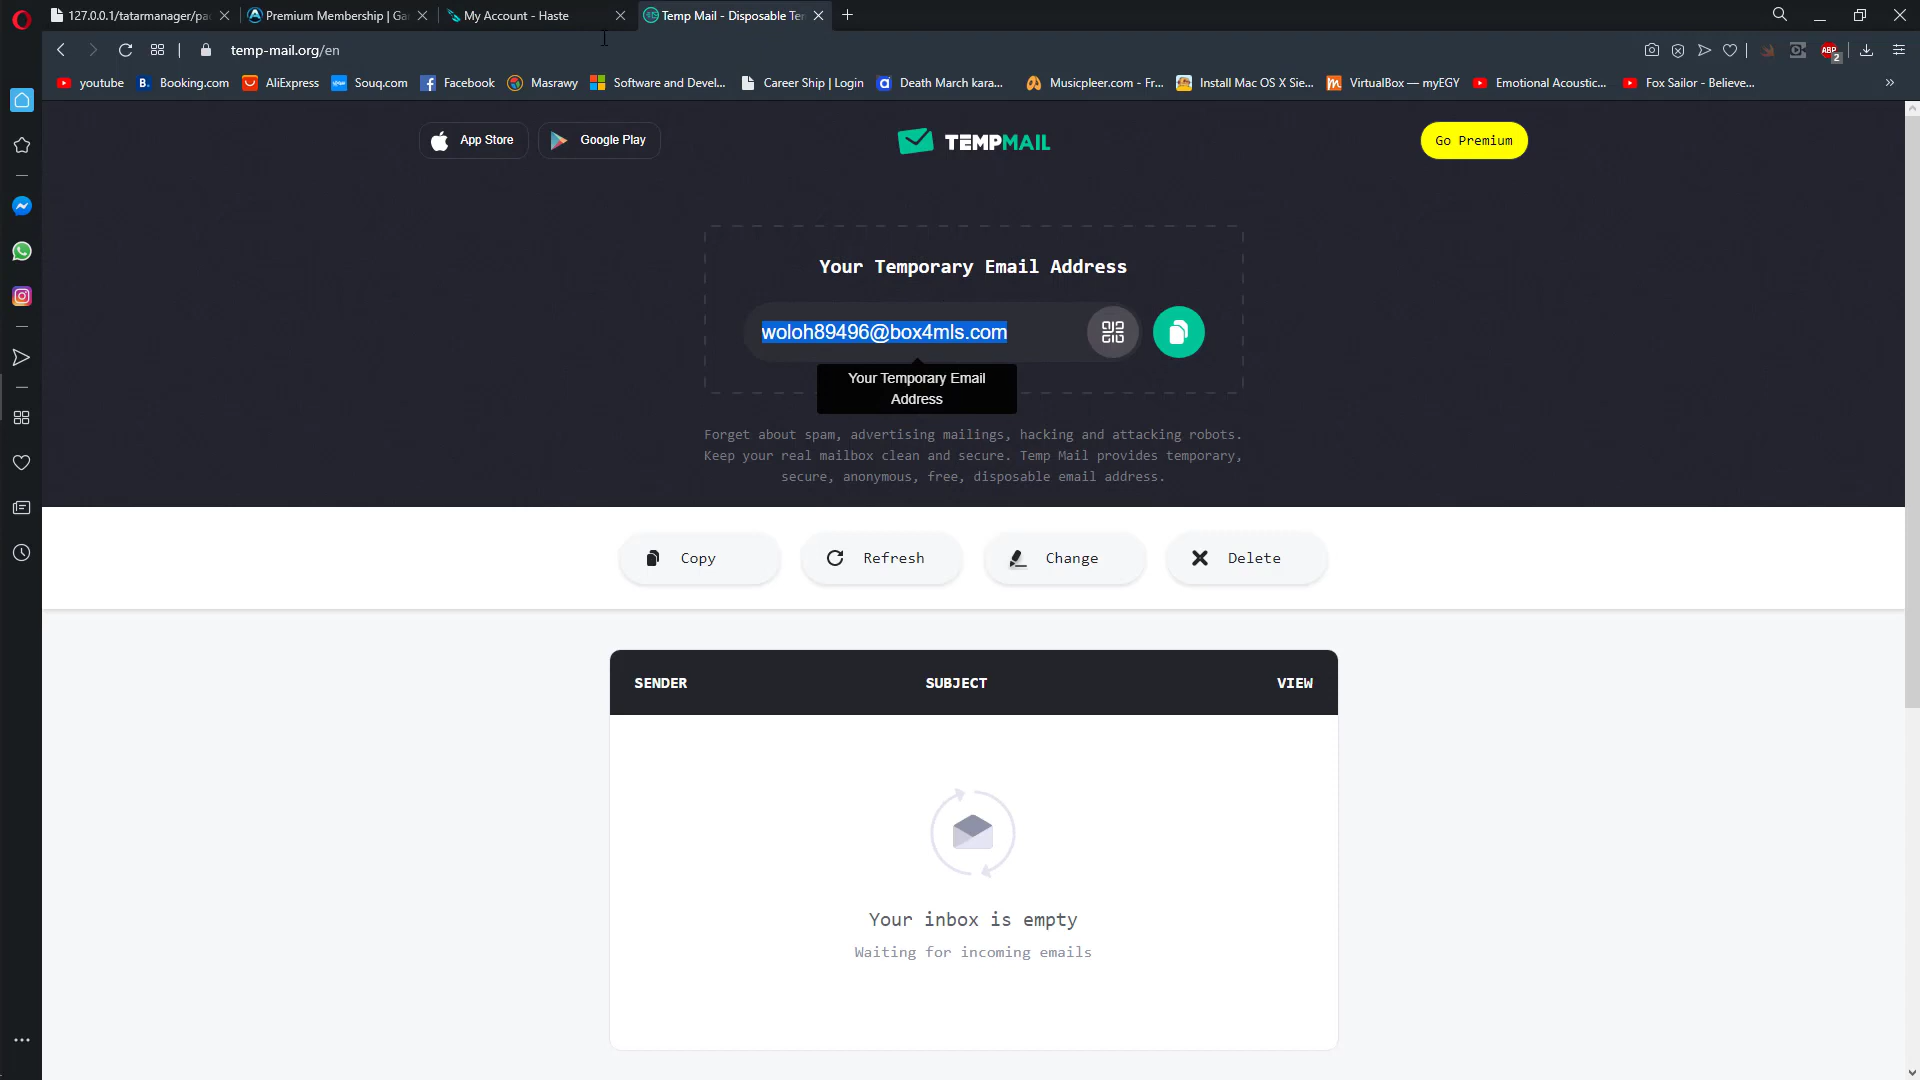 127.0.0.1/tatarmanager/pa
Premium Membership | Ga
My Account - Haste
Temp Mail - Disposable Te
temp-mail.org/en
2
youtube
B. Booking.com
AliExpress
Souq.com
Facebook
Masrawy
Software and Devel...
Career Ship | Login
Death March kara...
Musicpleer.com - Fr...
Install Mac OS X Sie...
VirtualBox — myEGY
Emotional Acoustic...
Fox Sailor - Believe...
»
App Store
Google Play
TEMPMAIL
Go Premium
Your Temporary Email Address
woloh89496@box4mls.com
Your Temporary Email
Address
Forget about spam, advertising mailings, hacking and attacking robots.
Keep your real mailbox clean and secure. Temp Mail provides temporary,
secure, anonymous, free, disposable email address.
Copy
Refresh
Change
Delete
SENDER
SUBJECT
VIEW
Your inbox is empty
Waiting for incoming emails